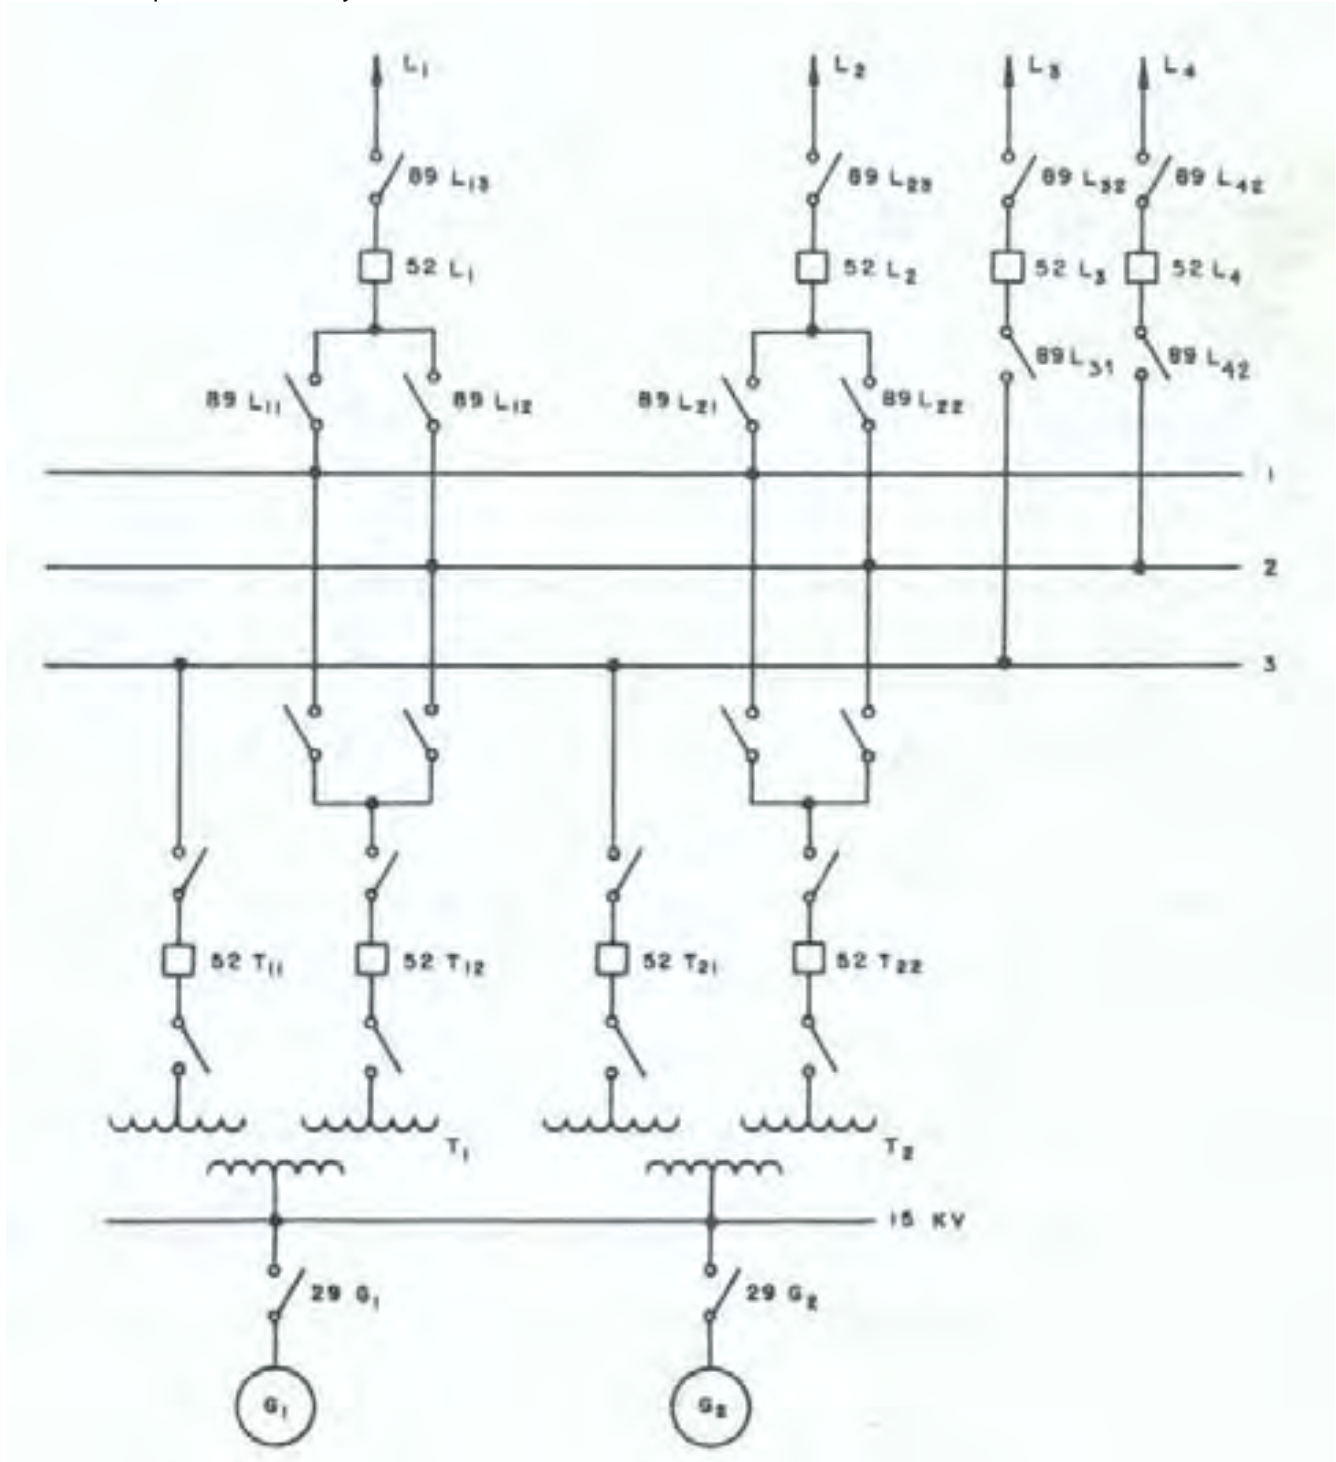 L₁ L₂ L₃ L₄
89 L₁₃ 89 L₂₃ 89 L₃₂ 89 L₄₂
52 L₁ 52 L₂ 52 L₃ 52 L₄
89 L₃₁ 89 L₄₂
89 L₁₁ 89 L₁₂ 89 L₂₁ 89 L₂₂
1
2
3
52 T₁₁ 52 T₁₂ 52 T₂₁ 52 T₂₂
T₁ T₂
15 KV
29 G₁ 29 G₂
G₁ G₂